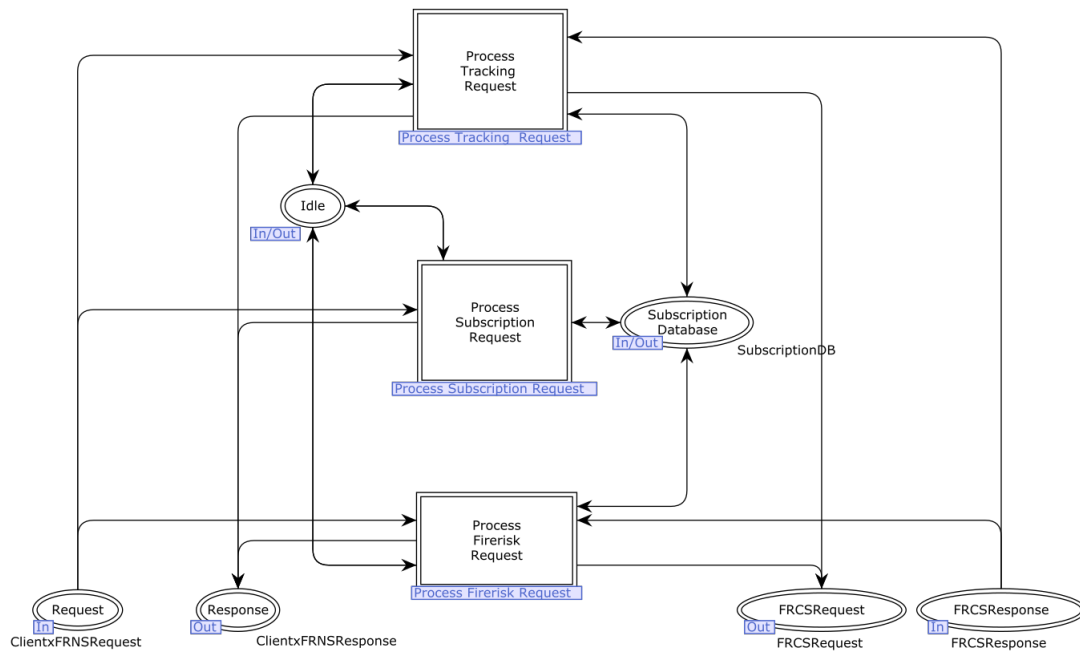 Process
Tracking
Request
Process Tracking  Request
Idle
In/Out
Process
Subscription
Request
Process Subscription Request
Subscription
Database
In/Out
SubscriptionDB
Process
Firerisk
Request
Process Firerisk Request
Request
In
ClientxFRNSRequest
Response
Out
ClientxFRNSResponse
FRCSRequest
Out
FRCSRequest
FRCSResponse
In
FRCSResponse